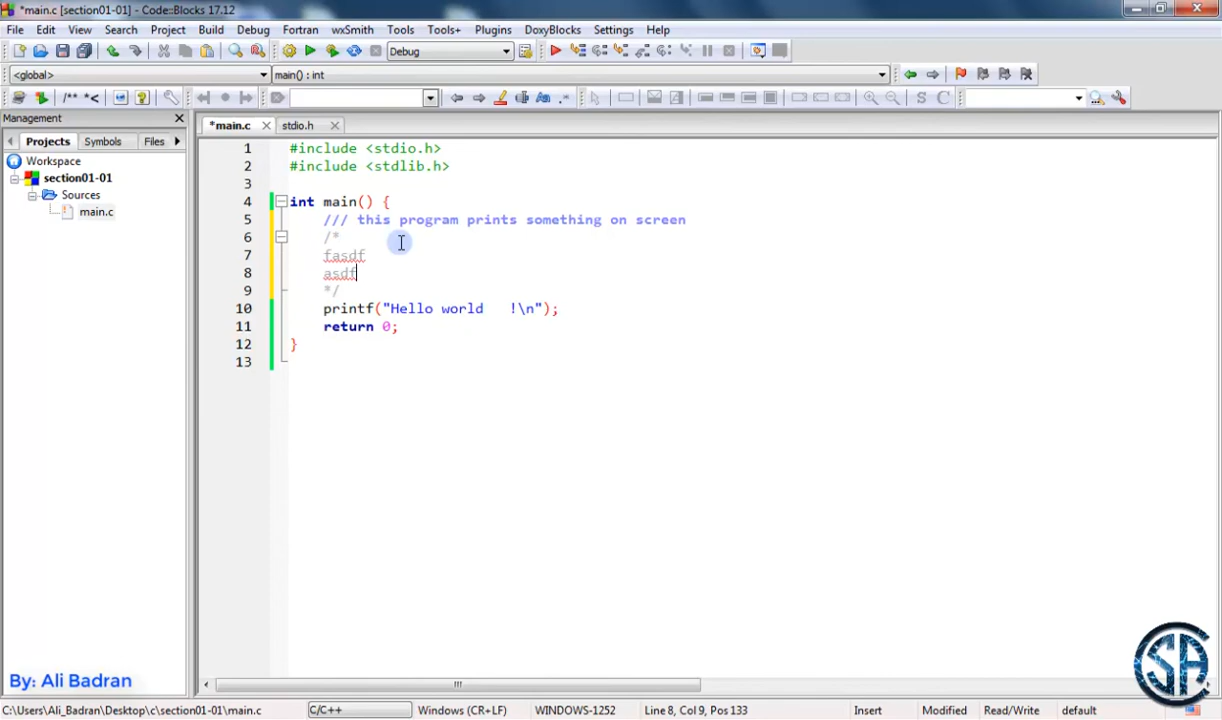 *main.c [section01-01] - Code::Blocks 17.12
File Edit View Search Project Build Debug Fortran wxSmith Tools Tools+ Plugins DoxyBlocks Settings Help
Debug
<global> main() : int
/** *<
S C
Management
Projects Symbols Files
*main.c stdio.h
Workspace
section01-01
Sources
main.c
1 #include <stdio.h>
2 #include <stdlib.h>
3
4 int main() {
5 /// this program prints something on screen
6 /*
7 fasdf
8 asdf
9 */
10 printf("Hello world   !\n");
11 return 0;
12 }
13
By: Ali Badran
SA
C:\Users\Ali_Badran\Desktop\c\section01-01\main.c C/C++ Windows (CR+LF) WINDOWS-1252 Line 8, Col 9, Pos 133 Insert Modified Read/Write default